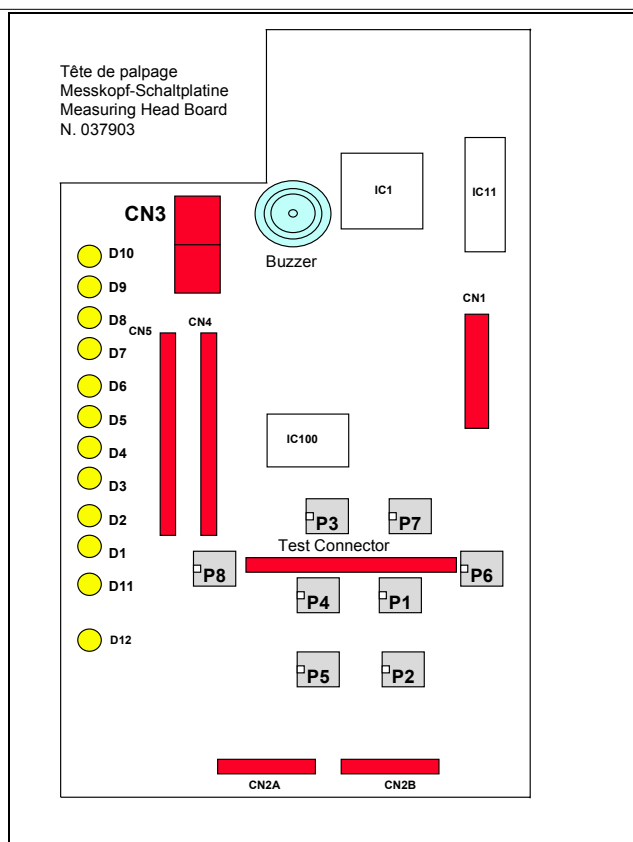 Tête de palpage
Messkopf-Schaltplatine
Measuring Head Board
N. 037903
IC1
IC11
CN3
Buzzer
D10
D9
D8
D7
D6
D5
D4
D3
D2
D1
D11
D12
CN5
CN4
CN1
IC100
P3
P7
Test Connector
P8
P6
P4
P1
P5
P2
CN2A
CN2B